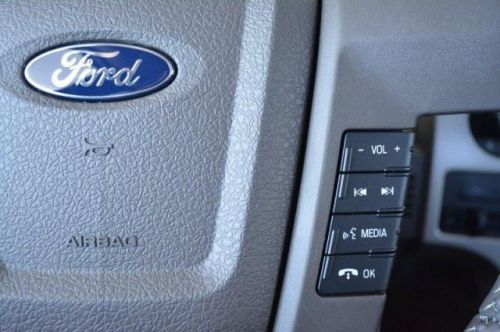 Ford
AIRBAG
- VOL +
MEDIA
OK